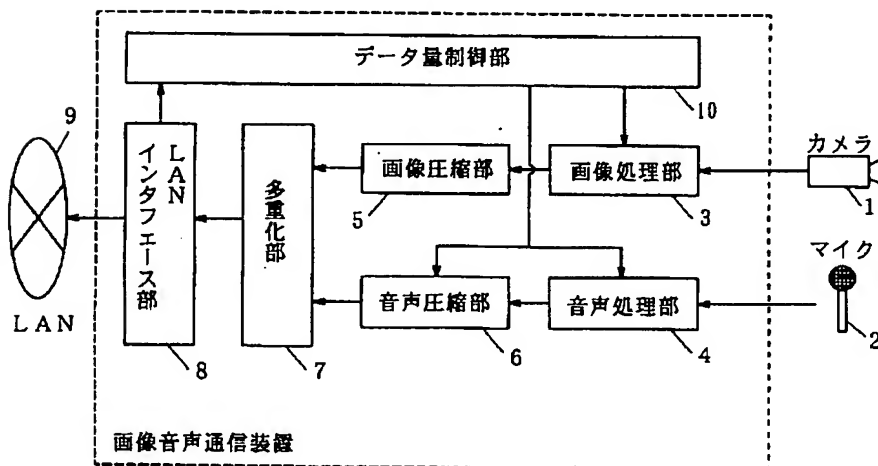 データ量制御部
10
9
LAN
インタフェース部
多重化部
画像圧縮部
画像処理部
カメラ
5
3
1
マイク
音声圧縮部
音声処理部
LAN
8
7
6
4
2
画像音声通信装置